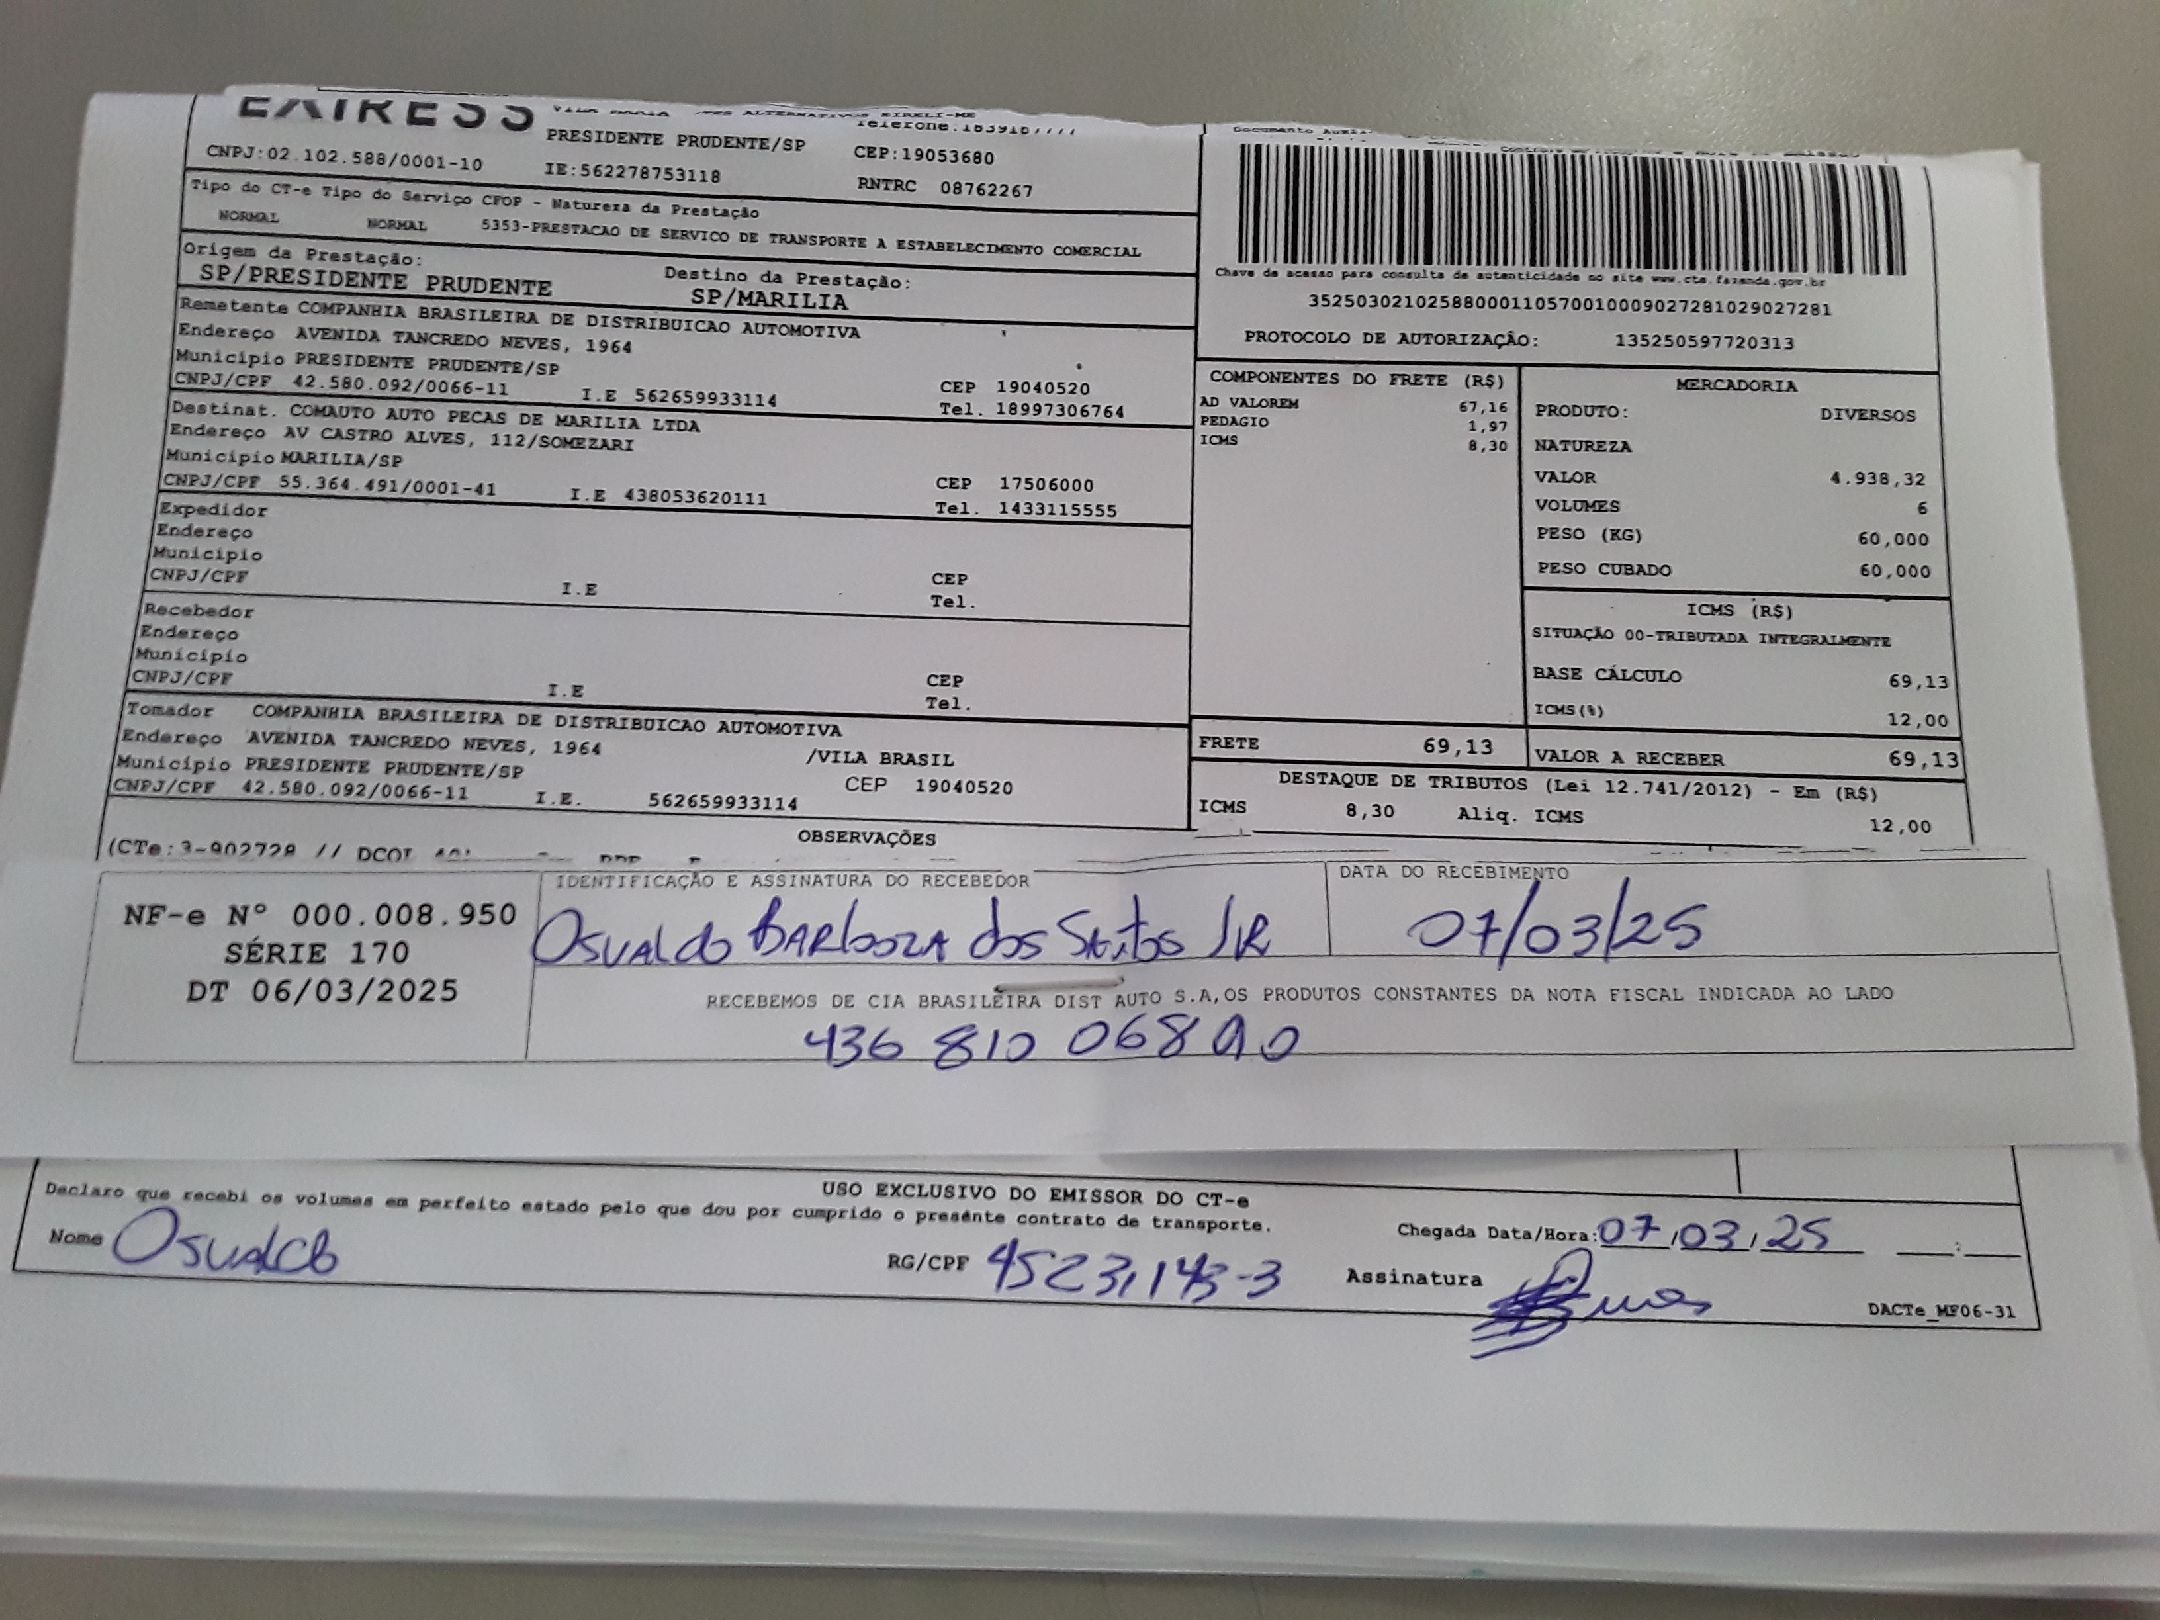 PRESIDENTE PRUDENTE/SP
CEP:19053680
CNPJ:02.102.588/0001-10 IE:562278753118 RNTRC 08762267
Tipo do CT-e Tipo do Serviço CFOP - Natureza da Prestação
NORMAL NORMAL 5353-PRESTACAO DE SERVICO DE TRANSPORTE A ESTABELECIMENTO COMERCIAL
Origem da Prestação: Destino da Prestação:
SP/PRESIDENTE PRUDENTE SP/MARILIA
Remetente COMPANHIA BRASILEIRA DE DISTRIBUICAO AUTOMOTIVA
Endereço AVENIDA TANCREDO NEVES, 1964
Município PRESIDENTE PRUDENTE/SP CEP 19040520
CNPJ/CPF 42.580.092/0066-11 I.E 562659933114 Tel. 18997306764
Destinat. COMAUTO AUTO PECAS DE MARILIA LTDA
Endereço AV CASTRO ALVES, 112/SOMEZARI
Município MARILIA/SP CEP 17506000
CNPJ/CPF 55.364.491/0001-41 I.E 438053620111 Tel. 1433115555
Expedidor
Endereço
Município CEP
CNPJ/CPF I.E Tel.
Recebedor
Endereço
Município CEP
CNPJ/CPF I.E Tel.
Tomador COMPANHIA BRASILEIRA DE DISTRIBUICAO AUTOMOTIVA
Endereço AVENIDA TANCREDO NEVES, 1964 /VILA BRASIL
Município PRESIDENTE PRUDENTE/SP CEP 19040520
CNPJ/CPF 42.580.092/0066-11 I.E. 562659933114
OBSERVAÇÕES
Chave de acesso para consulta de autenticidade no site www.cte.fazenda.gov.br
35250302102588000110570010009027281029027281
PROTOCOLO DE AUTORIZAÇÃO: 135250597720313
COMPONENTES DO FRETE (R$)
AD VALOREM 67,16
PEDAGIO 1,97
ICMS 8,30
MERCADORIA
PRODUTO: DIVERSOS
NATUREZA
VALOR 4.938,32
VOLUMES 6
PESO (KG) 60,000
PESO CUBADO 60,000
ICMS (R$)
SITUAÇÃO 00-TRIBUTADA INTEGRALMENTE
BASE CÁLCULO 69,13
ICMS(%) 12,00
FRETE 69,13 VALOR A RECEBER 69,13
DESTAQUE DE TRIBUTOS (Lei 12.741/2012) - Em (R$)
ICMS 8,30 Aliq. ICMS 12,00
(CTe:3-902728 //
NF-e Nº 000.008.950
SÉRIE 170
DT 06/03/2025
IDENTIFICAÇÃO E ASSINATURA DO RECEBEDOR
Osvaldo Barboza dos Santos JR
DATA DO RECEBIMENTO
07/03/25
RECEBEMOS DE CIA BRASILEIRA DIST AUTO S.A,OS PRODUTOS CONSTANTES DA NOTA FISCAL INDICADA AO LADO
436 810 068
USO EXCLUSIVO DO EMISSOR DO CT-e
Declaro que recebi os volumes em perfeito estado pelo que dou por cumprido o presente contrato de transporte.
Nome Osvaldo RG/CPF 45231143-3
Chegada Data/Hora: 07/03/25 __:__
Assinatura
DACTe_MF06-31